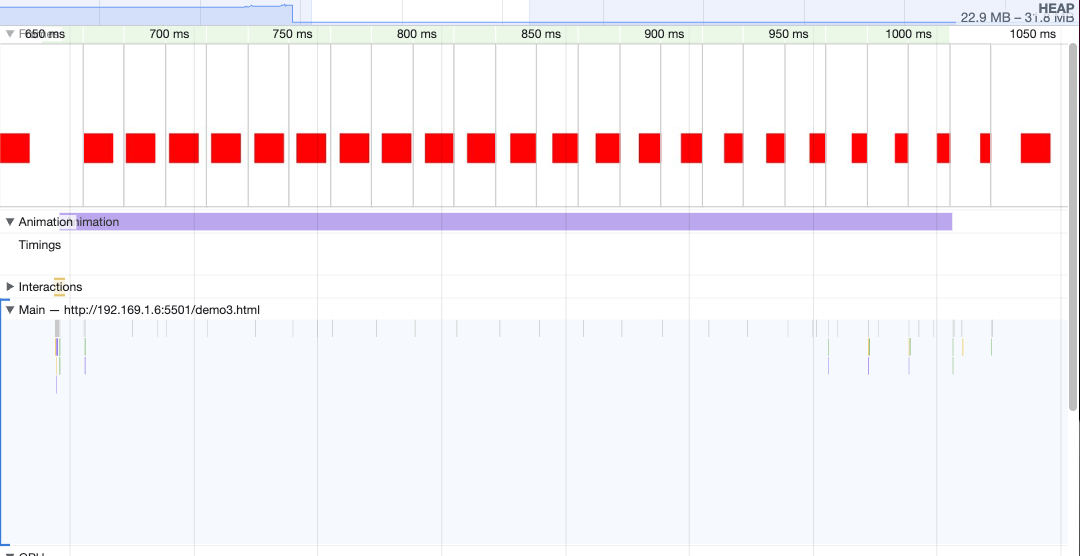 HEAP
22.9 MB – 31.8 MB
Frames
650 ms 700 ms 750 ms 800 ms 850 ms 900 ms 950 ms 1000 ms 1050 ms
Animation nimation
Timings
Interactions
Main — http://192.169.1.6:5501/demo3.html
GPU